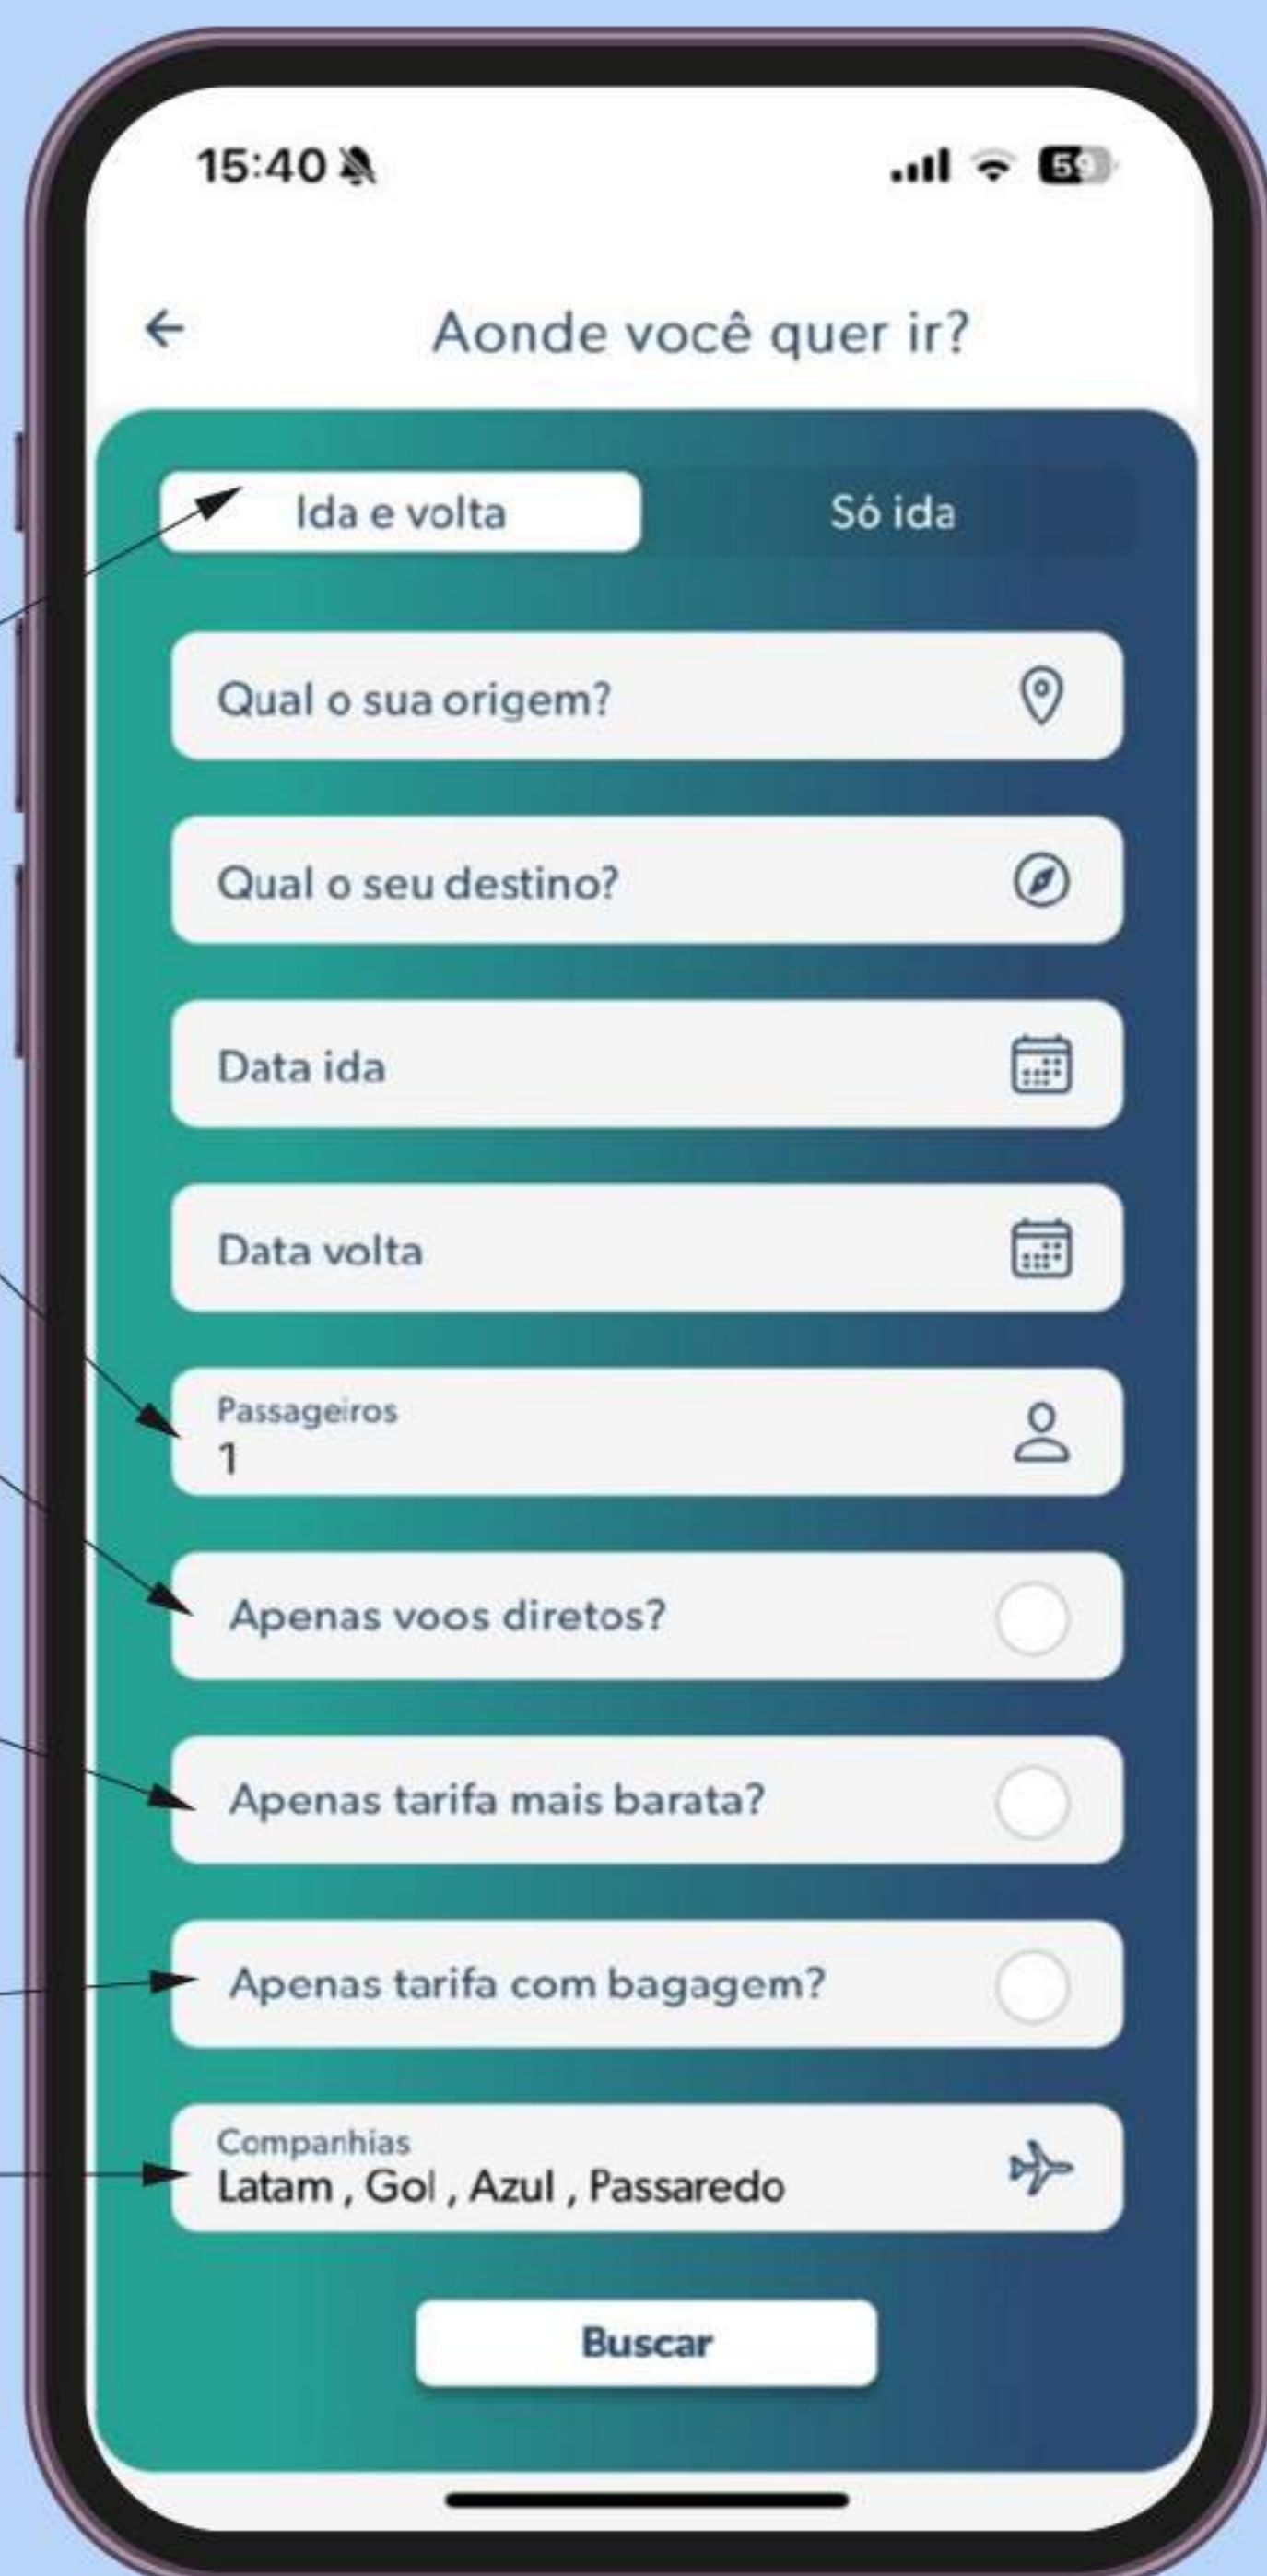 15:40
59
Aonde você quer ir?
Ida e volta
Só ida
Qual o sua origem?
Qual o seu destino?
Data ida
Data volta
Passageiros
1
Apenas voos diretos?
Apenas tarifa mais barata?
Apenas tarifa com bagagem?
Companhias
Latam , Gol , Azul , Passaredo
Buscar